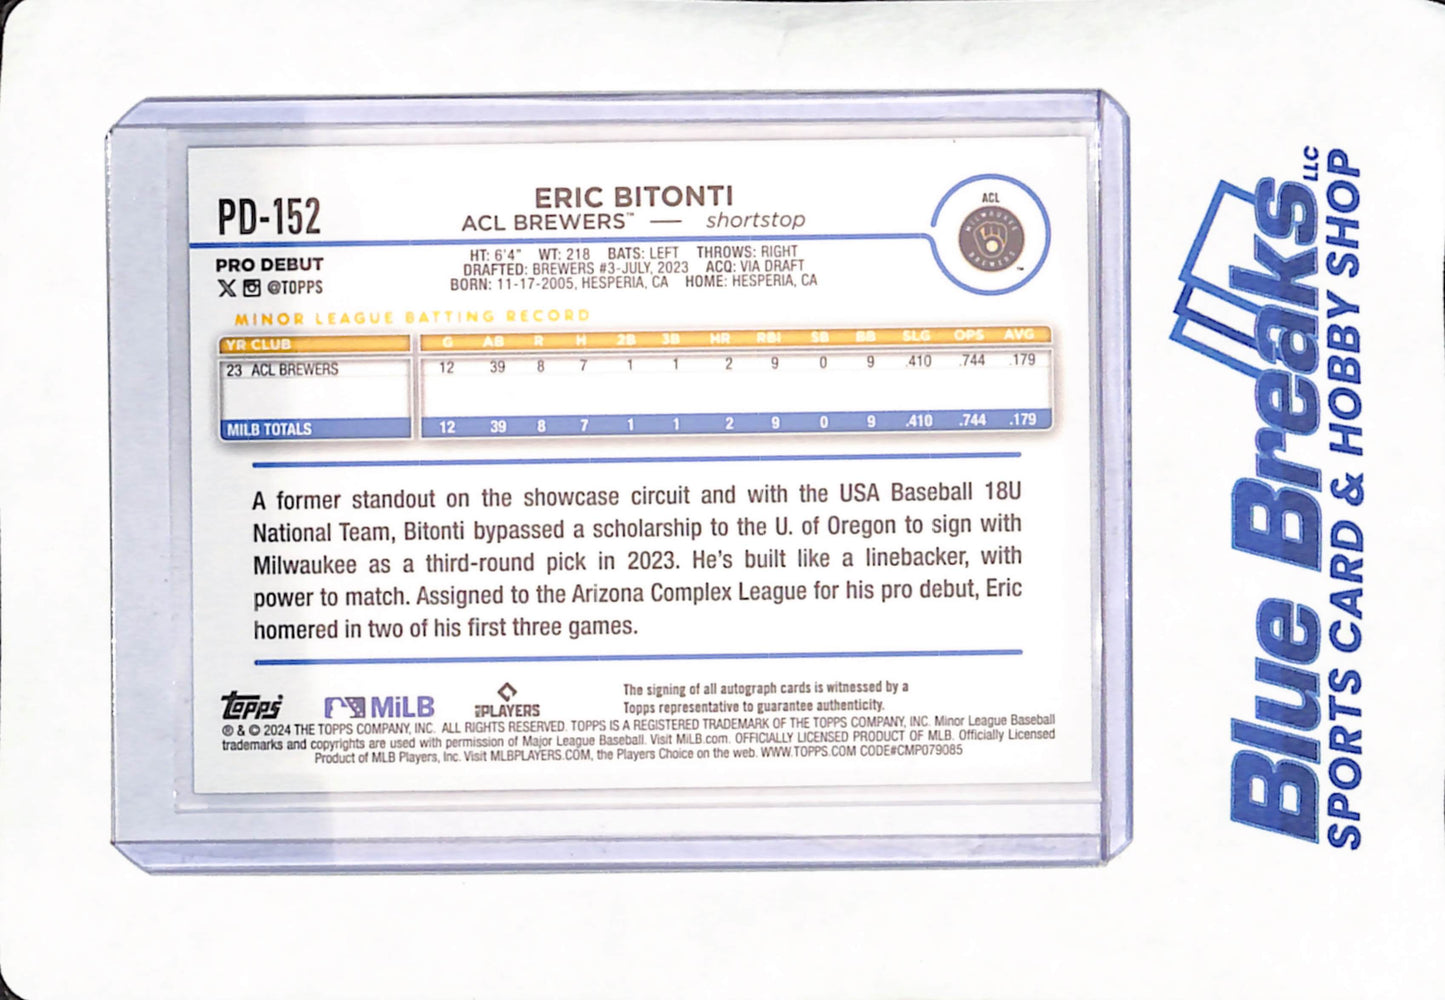 PD-152
ERIC BITONTI
ACL BREWERS™ — shortstop
ACL
MILWAUKEE
BREWERS
™
PRO DEBUT
X @TOPPS
HT: 6'4" WT: 218 BATS: LEFT THROWS: RIGHT
DRAFTED: BREWERS #3-JULY, 2023 ACQ: VIA DRAFT
BORN: 11-17-2005, HESPERIA, CA HOME: HESPERIA, CA
MINOR LEAGUE BATTING RECORD
YR CLUB G AB R H 2B 3B HR RBI SB BB SLG OPS AVG
23 ACL BREWERS 12 39 8 7 1 1 2 9 0 9 .410 .744 .179
MILB TOTALS 12 39 8 7 1 1 2 9 0 9 .410 .744 .179
A former standout on the showcase circuit and with the USA Baseball 18U
National Team, Bitonti bypassed a scholarship to the U. of Oregon to sign with
Milwaukee as a third-round pick in 2023. He's built like a linebacker, with
power to match. Assigned to the Arizona Complex League for his pro debut, Eric
homered in two of his first three games.
Topps MiLB MLBPLAYERS
The signing of all autograph cards is witnessed by a
Topps representative to guarantee authenticity.
® & © 2024 THE TOPPS COMPANY, INC. ALL RIGHTS RESERVED. TOPPS IS A REGISTERED TRADEMARK OF THE TOPPS COMPANY, INC. Minor League Baseball
trademarks and copyrights are used with permission of Major League Baseball. Visit MiLB.com. OFFICIALLY LICENSED PRODUCT OF MLB. Officially Licensed
Product of MLB Players, Inc. Visit MLBPLAYERS.COM, the Players Choice on the web. WWW.TOPPS.COM CODE#CMP079085
Blue Breaks LLC
SPORTS CARD & HOBBY SHOP